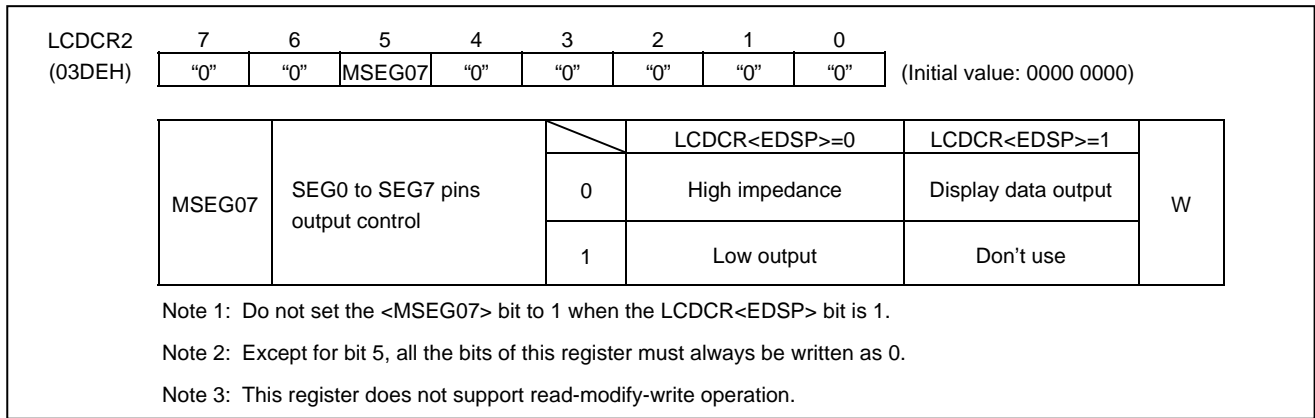 LCDCR2 7 6 5 4 3 2 1 0
(03DEH) “0” “0” MSEG07 “0” “0” “0” “0” “0” (Initial value: 0000 0000)
LCDCR<EDSP>=0 LCDCR<EDSP>=1
MSEG07 SEG0 to SEG7 pins output control 0 High impedance Display data output W
1 Low output Don’t use
Note 1: Do not set the <MSEG07> bit to 1 when the LCDCR<EDSP> bit is 1.
Note 2: Except for bit 5, all the bits of this register must always be written as 0.
Note 3: This register does not support read-modify-write operation.